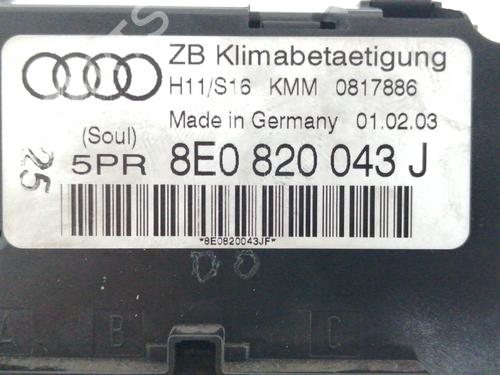 ZB Klimabetaetigung
H11/S16 KMM 0817886
Made in Germany 01.02.03
(Soul)
5PR 8E0 820 043 J
25
*8E0820043JF*
D0
A B C